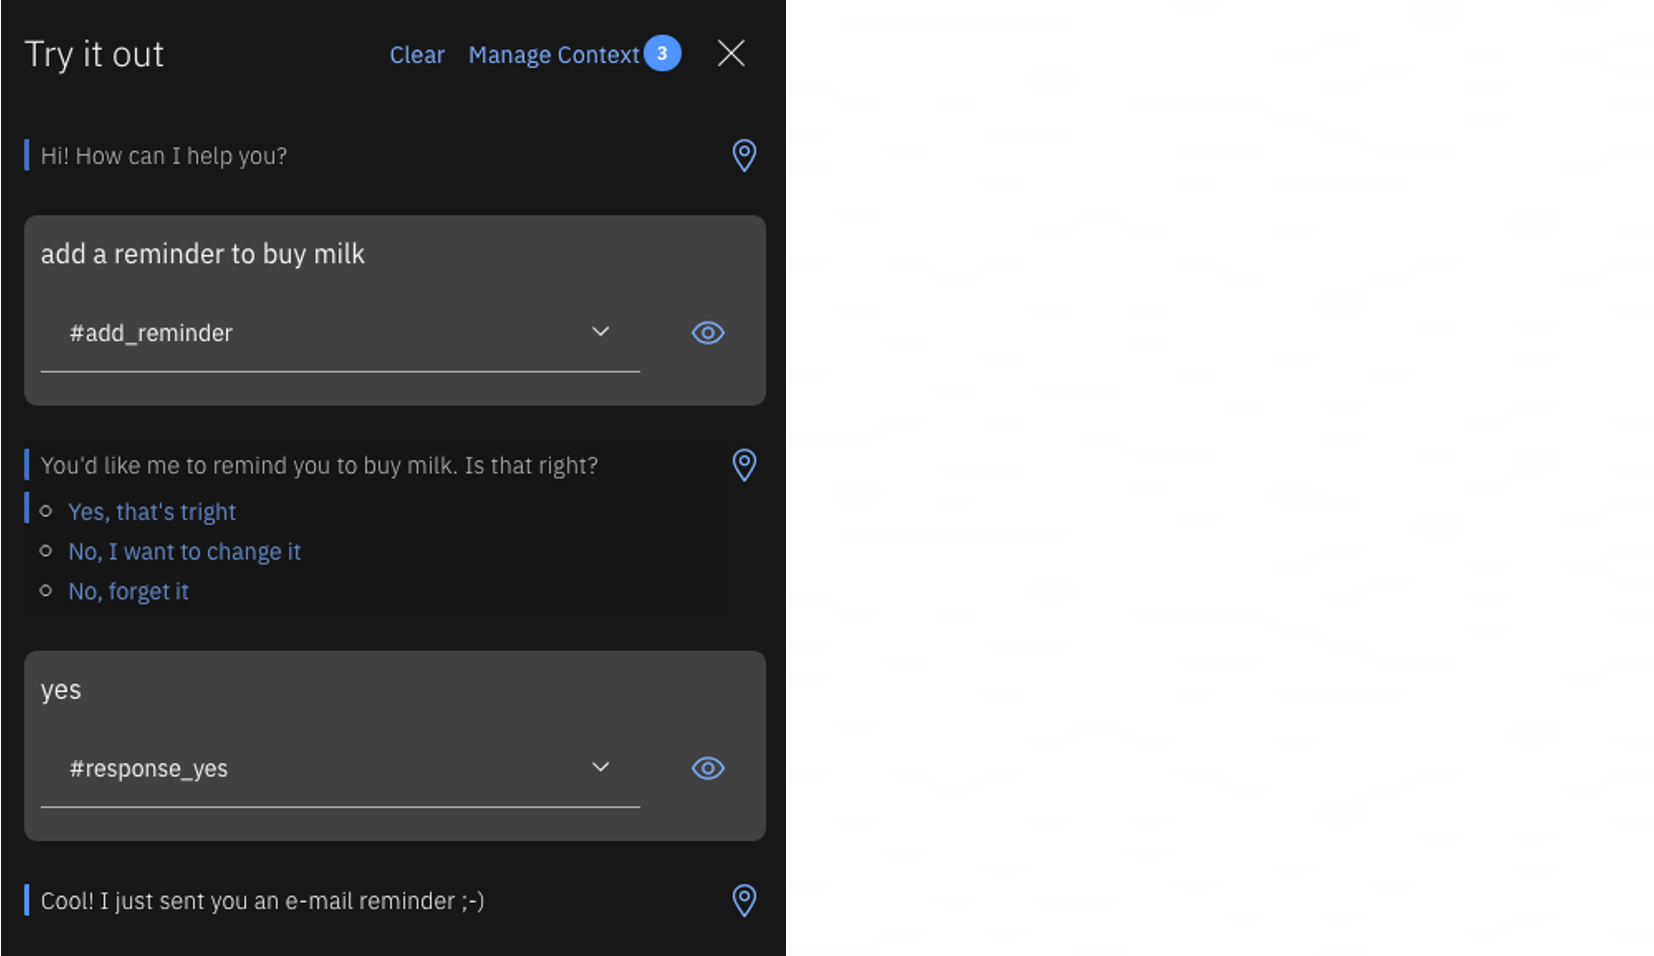 Try it out
Clear
Manage Context 3
Hi! How can I help you?
add a reminder to buy milk
#add_reminder
You'd like me to remind you to buy milk. Is that right?
Yes, that's tright
No, I want to change it
No, forget it
yes
#response_yes
Cool! I just sent you an e-mail reminder ;-)